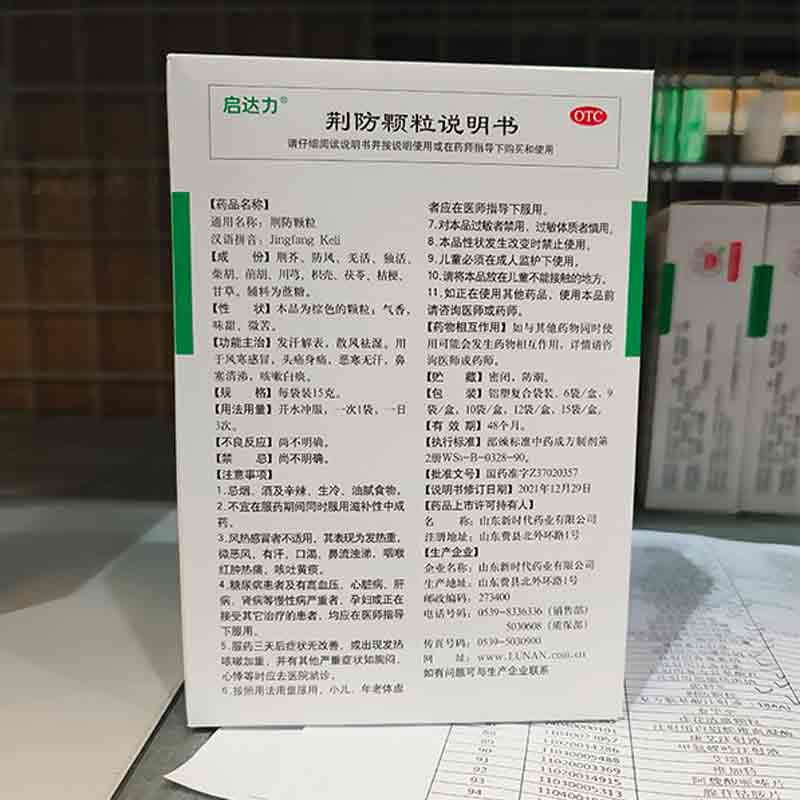 启达力®
荆防颗粒说明书
OTC
请仔细阅读说明书并按说明使用或在药师指导下购买和使用
【药品名称】
通用名称：荆防颗粒
汉语拼音：Jingfang Keli
【成　份】荆芥、防风、羌活、独活、
柴胡、前胡、川芎、枳壳、茯苓、桔梗、
甘草。辅料为蔗糖。
【性　状】本品为棕色的颗粒；气香，
味甜、微苦。
【功能主治】发汗解表，散风祛湿。用
于风寒感冒，头痛身痛，恶寒无汗，鼻
塞清涕，咳嗽白痰。
【规　格】每袋装15克。
【用法用量】开水冲服，一次1袋，一日
3次。
【不良反应】尚不明确。
【禁　忌】尚不明确。
【注意事项】
1.忌烟、酒及辛辣、生冷、油腻食物。
2.不宜在服药期间同时服用滋补性中成
药。
3.风热感冒者不适用，其表现为发热重，
微恶风，有汗，口渴，鼻流浊涕，咽喉
红肿热痛，咳吐黄痰。
4.糖尿病患者及有高血压、心脏病、肝
病、肾病等慢性病严重者、孕妇或正在
接受其它治疗的患者，均应在医师指导
下服用。
5.服药三天后症状无改善，或出现发热
咳嗽加重，并有其他严重症状如胸闷、
心悸等时应去医院就诊。
6.按照用法用量服用，小儿、年老体虚
者应在医师指导下服用。
7.对本品过敏者禁用，过敏体质者慎用。
8.本品性状发生改变时禁止使用。
9.儿童必须在成人监护下使用。
10.请将本品放在儿童不能接触的地方。
11.如正在使用其他药品，使用本品前
请咨询医师或药师。
【药物相互作用】如与其他药物同时使
用可能会发生药物相互作用，详情请咨
询医师或药师。
【贮　藏】密闭，防潮。
【包　装】铝塑复合袋装，6袋/盒，9
袋/盒，10袋/盒，12袋/盒，15袋/盒。
【有 效 期】48个月。
【执行标准】部颁标准中药成方制剂第
2册WS₃-B-0328-90。
【批准文号】国药准字Z37020357
【说明书修订日期】2021年12月29日
【药品上市许可持有人】
名　　称：山东新时代药业有限公司
注册地址：山东费县北外环路1号
【生产企业】
企业名称：山东新时代药业有限公司
生产地址：山东费县北外环路1号
邮政编码：273400
电话号码：0539-8336336（销售部）
5030608（质保部）
传真号码：0539-5030900
网　　址：www.LUNAN.com.cn
如有问题可与生产企业联系
90 11030005488
91 11020003369
92 11020014915
93 11030005313
94